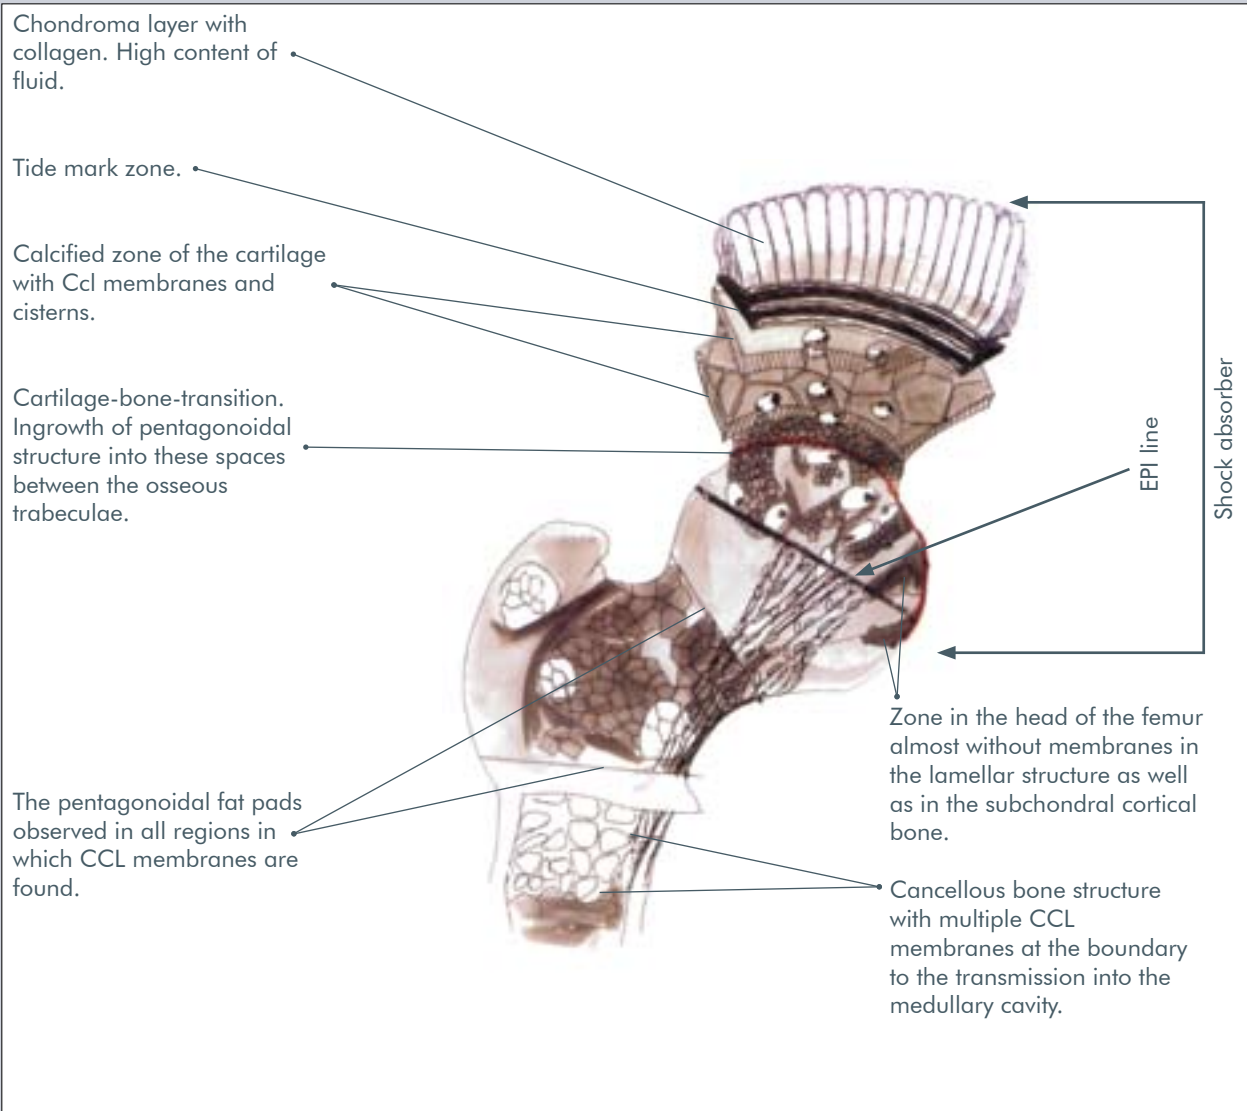 Chondroma layer with
collagen. High content of
fluid.
Tide mark zone.
Calcified zone of the cartilage
with Ccl membranes and
cisterns.
Cartilage-bone-transition.
Ingrowth of pentagonoidal
structure into these spaces
between the osseous
trabeculae.
The pentagonoidal fat pads
observed in all regions in
which CCL membranes are
found.
EPI line
Shock absorber
Zone in the head of the femur
almost without membranes in
the lamellar structure as well
as in the subchondral cortical
bone.
Cancellous bone structure
with multiple CCL
membranes at the boundary
to the transmission into the
medullary cavity.